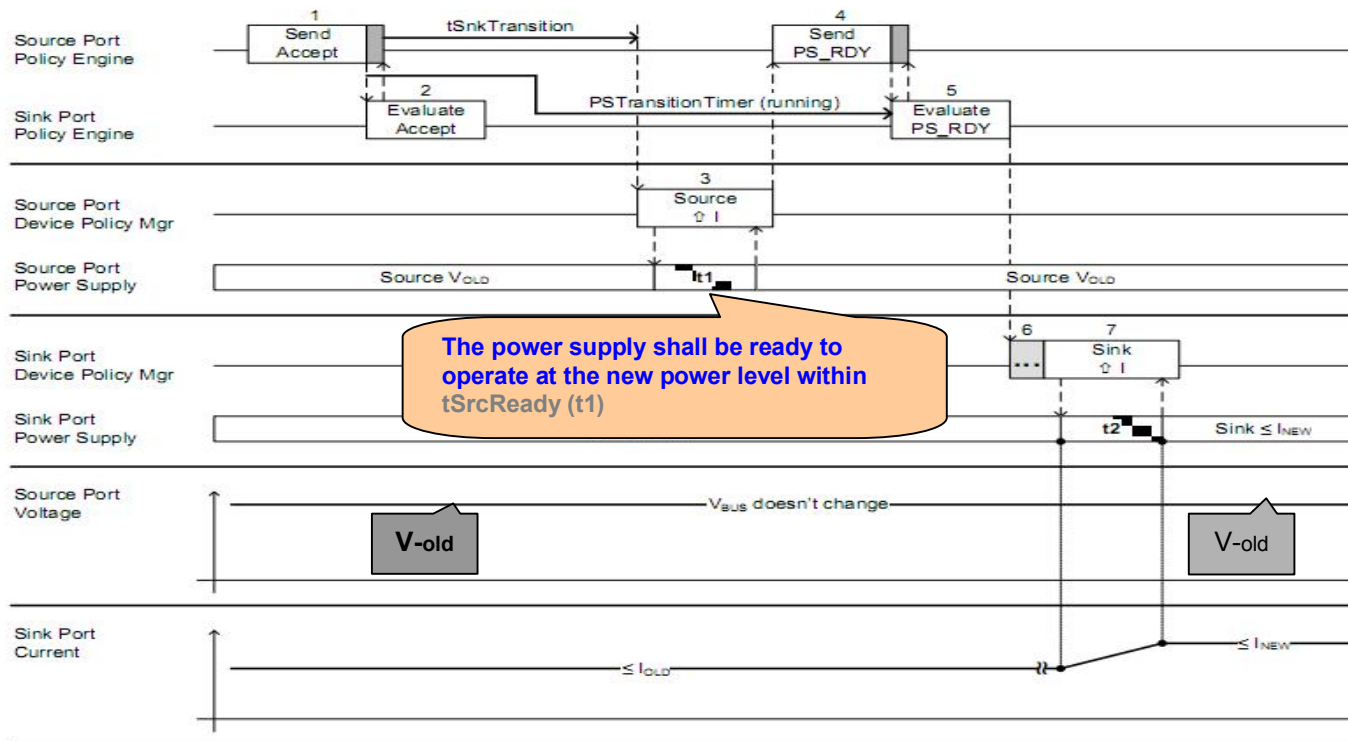 1
Send
Accept
tSnkTransition
4
Send
PS_RDY
Source Port
Policy Engine
2
Evaluate
Accept
PSTransitionTimer (running)
5
Evaluate
PS_RDY
Sink Port
Policy Engine
3
Source
⇧ I
Source Port
Device Policy Mgr
Source Port
Power Supply
Source VOLD
t1
Source VOLD
The power supply shall be ready to
operate at the new power level within
tSrcReady (t1)
6
...
7
Sink
⇧ I
Sink Port
Device Policy Mgr
Sink Port
Power Supply
t2
Sink ≤ INEW
Source Port
Voltage
VBUS doesn't change
V-old
V-old
Sink Port
Current
≤ IOLD
≤ INEW